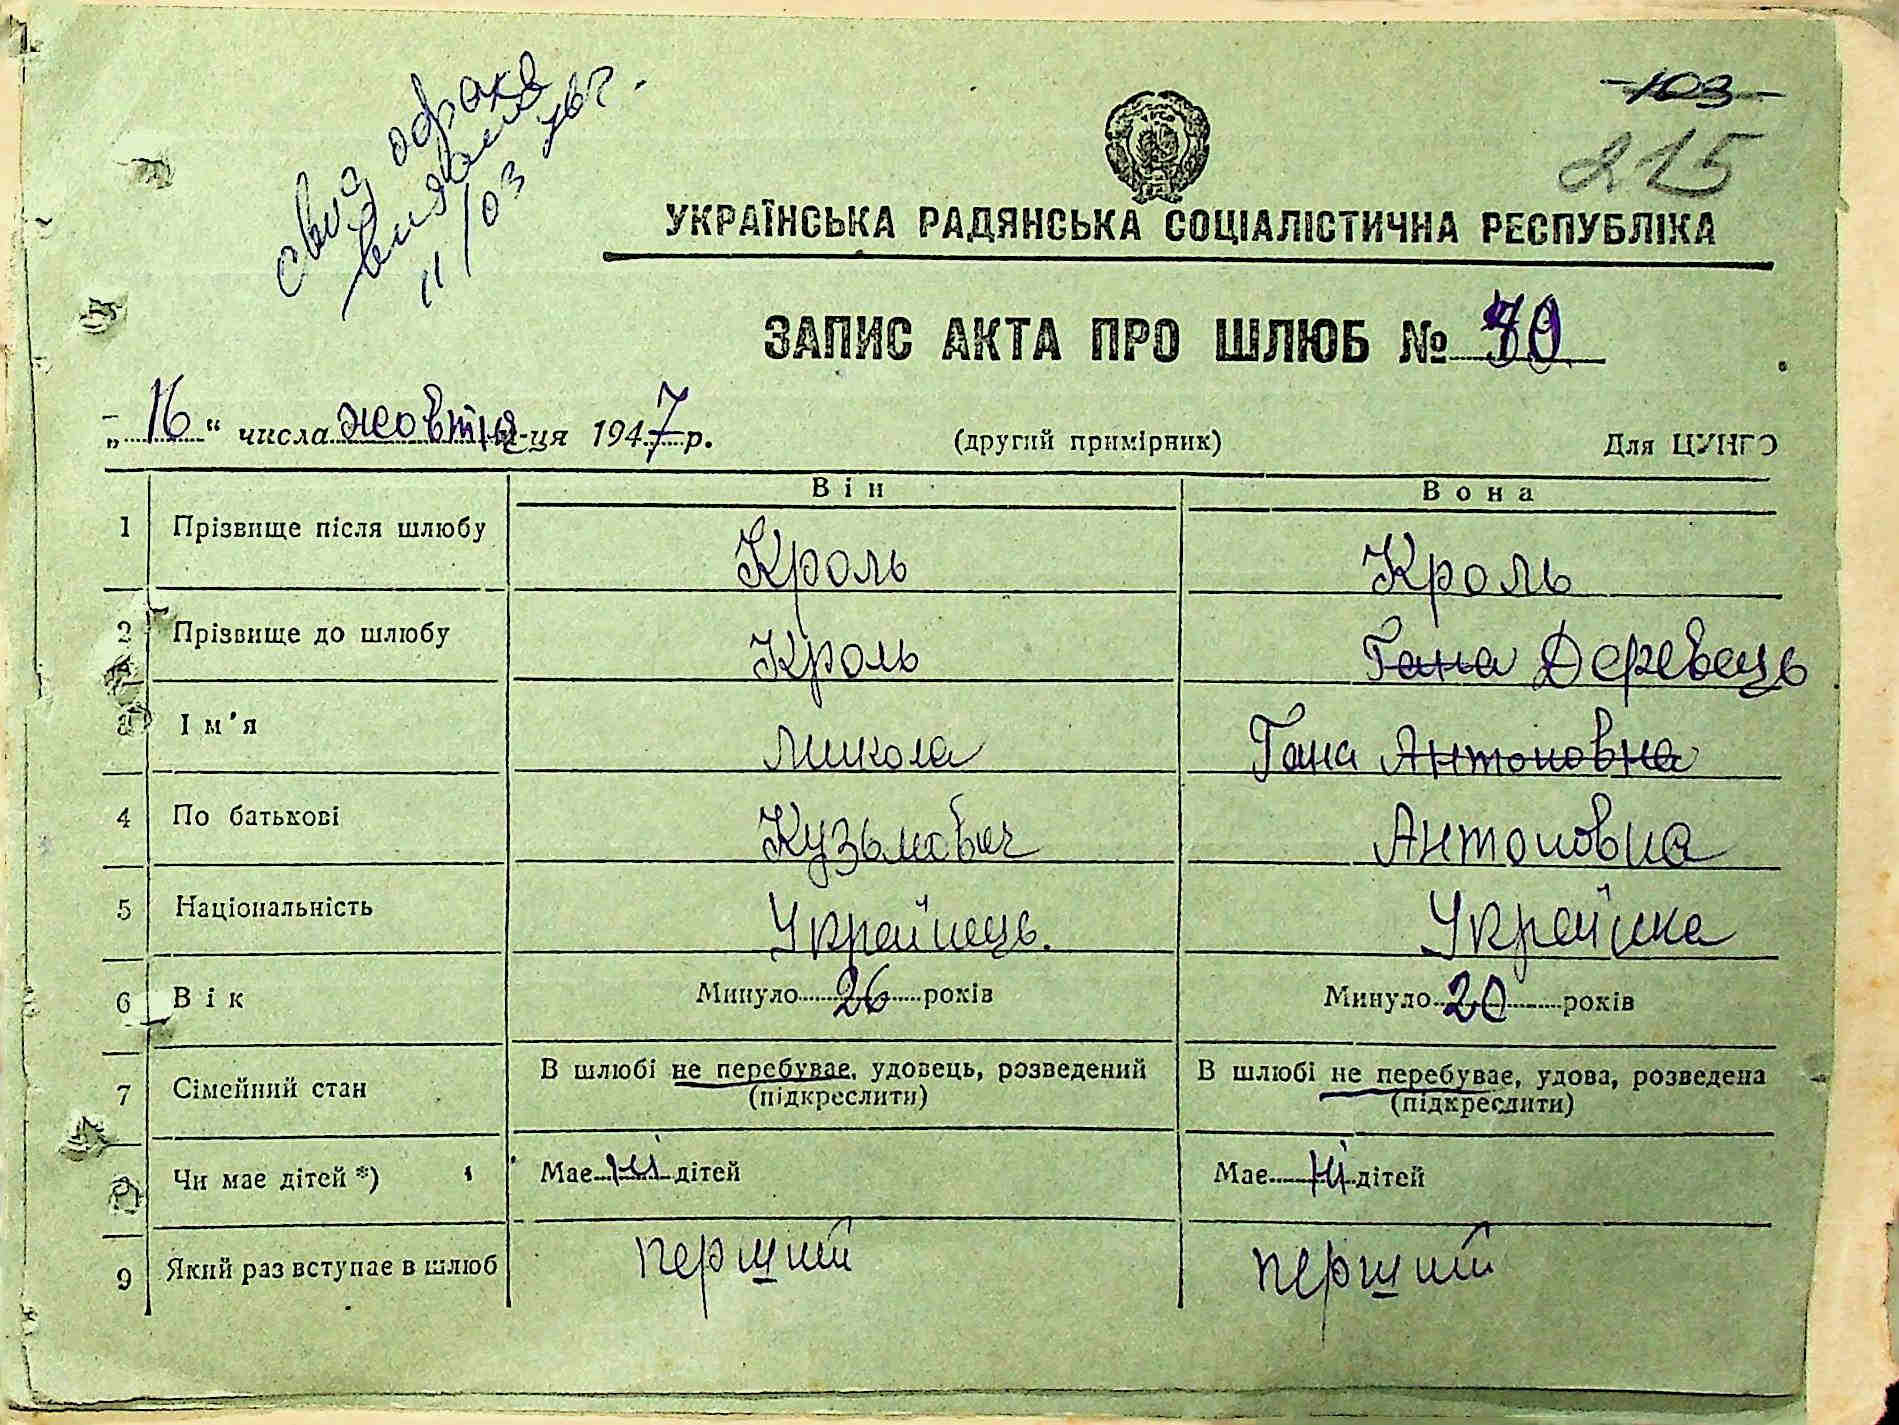 103
215
11/03 76г.
УКРАЇНСЬКА РАДЯНСЬКА СОЦІАЛІСТИЧНА РЕСПУБЛІКА
ЗАПИС АКТА ПРО ШЛЮБ №
„16“ числа жовтня м-ця 1947 р. (другий примірник) Для ЦУНГО
Він Вона
1 Прізвище після шлюбу Кроль Кроль
2 Прізвище до шлюбу Кроль Гана Деревець
3 Ім'я Микола Гана Антоновна
4 По батькові Кузьмович Антоновна
5 Національність Українець. Українка
6 Вік Минуло 26 років Минуло 20 років
7 Сімейний стан В шлюбі не перебуває, удовець, розведений В шлюбі не перебуває, удова, розведена
(підкреслити) (підкреслити)
8 Чи має дітей *) Має ні дітей Має ні дітей
9 Який раз вступає в шлюб перший перший